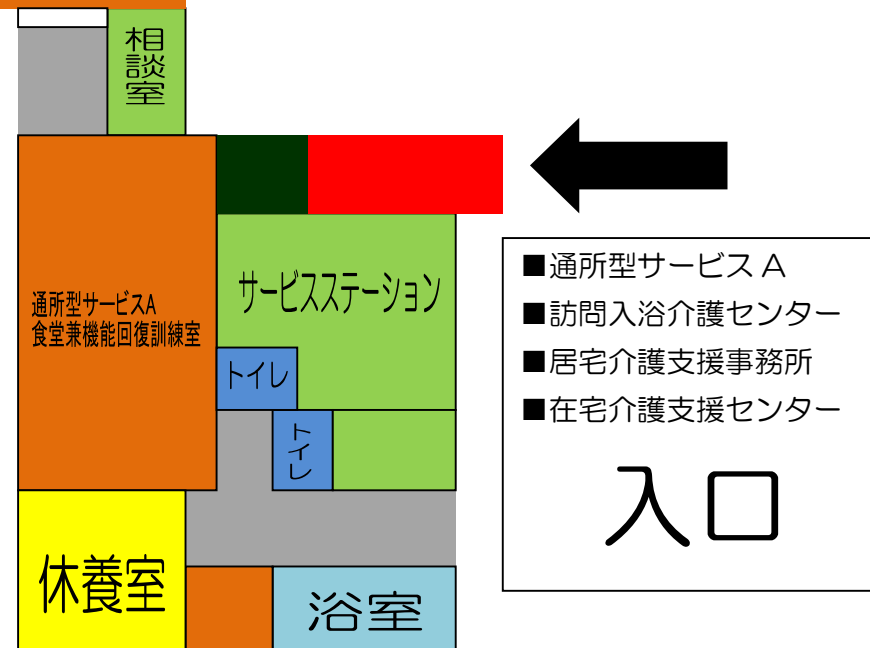 相談室
通所型サービスA
食堂兼機能回復訓練室
サービスステーション
トイレ
トイレ
休養室
浴室
■通所型サービスA
■訪問入浴介護センター
■居宅介護支援事務所
■在宅介護支援センター
入口